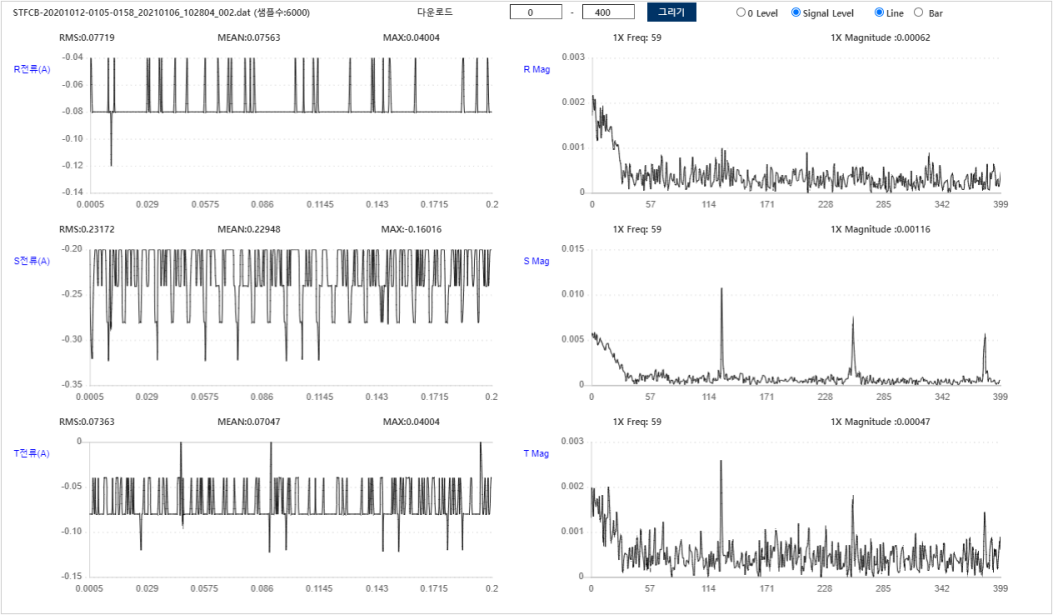 STFCB-20201012-0105-0158_20210106_102804_002.dat (샘플수:6000) 다운로드 0 - 400 그리기 0 Level Signal Level Line Bar
RMS:0.07719 MEAN:0.07563 MAX:0.04004 1X Freq: 59 1X Magnitude :0.00062
R전류(A) R Mag
-0.04
-0.06
-0.08
-0.10
-0.12
-0.14
0.0005 0.029 0.0575 0.086 0.1145 0.143 0.1715 0.2
0.003
0.002
0.001
0
0 57 114 171 228 285 342 399
RMS:0.23172 MEAN:0.22948 MAX:-0.16016 1X Freq: 59 1X Magnitude :0.00116
S전류(A) S Mag
-0.20
-0.25
-0.30
-0.35
0.0005 0.029 0.0575 0.086 0.1145 0.143 0.1715 0.2
0.015
0.010
0.005
0
0 57 114 171 228 285 342 399
RMS:0.07363 MEAN:0.07047 MAX:0.04004 1X Freq: 59 1X Magnitude :0.00047
T전류(A) T Mag
0
-0.05
-0.10
-0.15
0.0005 0.029 0.0575 0.086 0.1145 0.143 0.1715 0.2
0.003
0.002
0.001
0
0 57 114 171 228 285 342 399